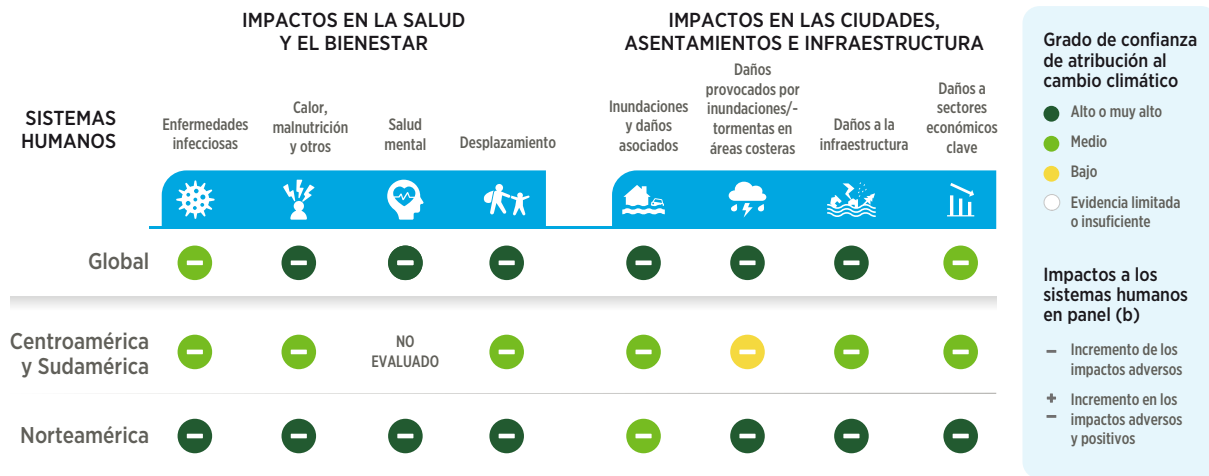 IMPACTOS EN LA SALUD
Y EL BIENESTAR
IMPACTOS EN LAS CIUDADES,
ASENTAMIENTOS E INFRAESTRUCTURA
SISTEMAS
HUMANOS
Enfermedades
infecciosas
Calor,
malnutrición
y otros
Salud
mental
Desplazamiento
Inundaciones
y daños
asociados
Daños
provocados por
inundaciones/-
tormentas en
áreas costeras
Daños a la
infraestructura
Daños a
sectores
económicos
clave
Global
Centroamérica
y Sudamérica
NO
EVALUADO
Norteamérica
Grado de confianza
de atribución al
cambio climático
Alto o muy alto
Medio
Bajo
Evidencia limitada
o insuficiente
Impactos a los
sistemas humanos
en panel (b)
− Incremento de los
impactos adversos
+ Incremento en los
− impactos adversos
y positivos